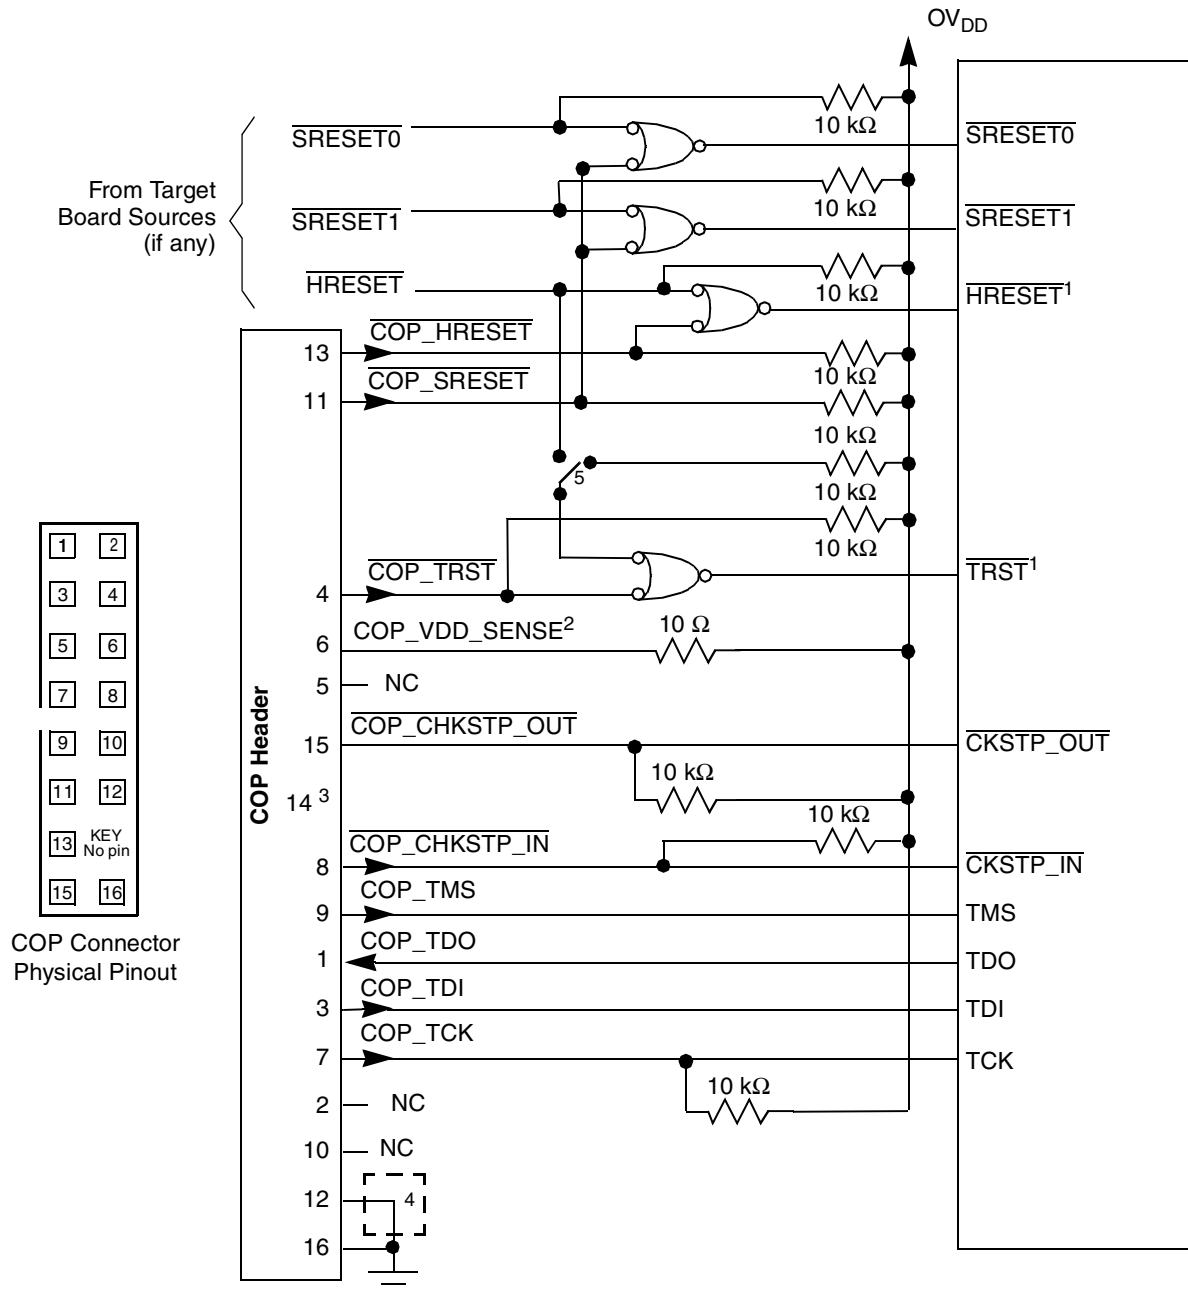 OVDD
10 kΩ
SRESET0
SRESET0
From Target
Board Sources
(if any)
10 kΩ
SRESET1
SRESET1
HRESET
10 kΩ
HRESET1
13
COP_HRESET
10 kΩ
11
COP_SRESET
10 kΩ
5
10 kΩ
10 kΩ
4
COP_TRST
TRST1
6
COP_VDD_SENSE2
10 Ω
5
NC
COP Header
15
COP_CHKSTP_OUT
CKSTP_OUT
10 kΩ
14 3
10 kΩ
8
COP_CHKSTP_IN
CKSTP_IN
9
COP_TMS
TMS
1
COP_TDO
TDO
3
COP_TDI
TDI
7
COP_TCK
TCK
10 kΩ
2
NC
10
NC
12
4
16
1 2
3 4
5 6
7 8
9 10
11 12
13 KEY
No pin
15 16
COP Connector
Physical Pinout